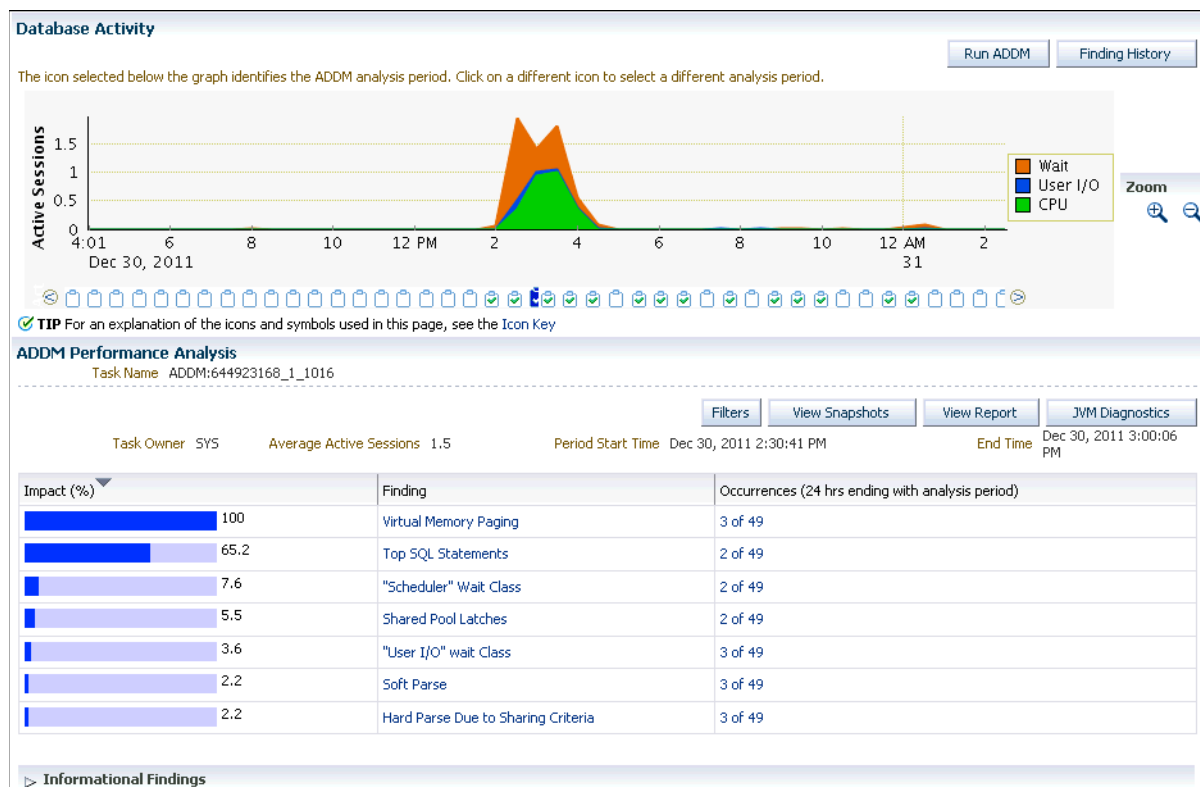 Database Activity
Run ADDM
Finding History
The icon selected below the graph identifies the ADDM analysis period. Click on a different icon to select a different analysis period.
Active Sessions
1.5
1
0.5
0
4:01 6 8 10 12 PM 2 4 6 8 10 12 AM 2
Dec 30, 2011 31
Wait
User I/O
CPU
Zoom
TIP For an explanation of the icons and symbols used in this page, see the Icon Key
ADDM Performance Analysis
Task Name ADDM:644923168_1_1016
Filters View Snapshots View Report JVM Diagnostics
Task Owner SYS Average Active Sessions 1.5 Period Start Time Dec 30, 2011 2:30:41 PM End Time Dec 30, 2011 3:00:06
PM
Impact (%) Finding Occurrences (24 hrs ending with analysis period)
100 Virtual Memory Paging 3 of 49
65.2 Top SQL Statements 2 of 49
7.6 "Scheduler" Wait Class 2 of 49
5.5 Shared Pool Latches 2 of 49
3.6 "User I/O" wait Class 3 of 49
2.2 Soft Parse 3 of 49
2.2 Hard Parse Due to Sharing Criteria 3 of 49
Informational Findings